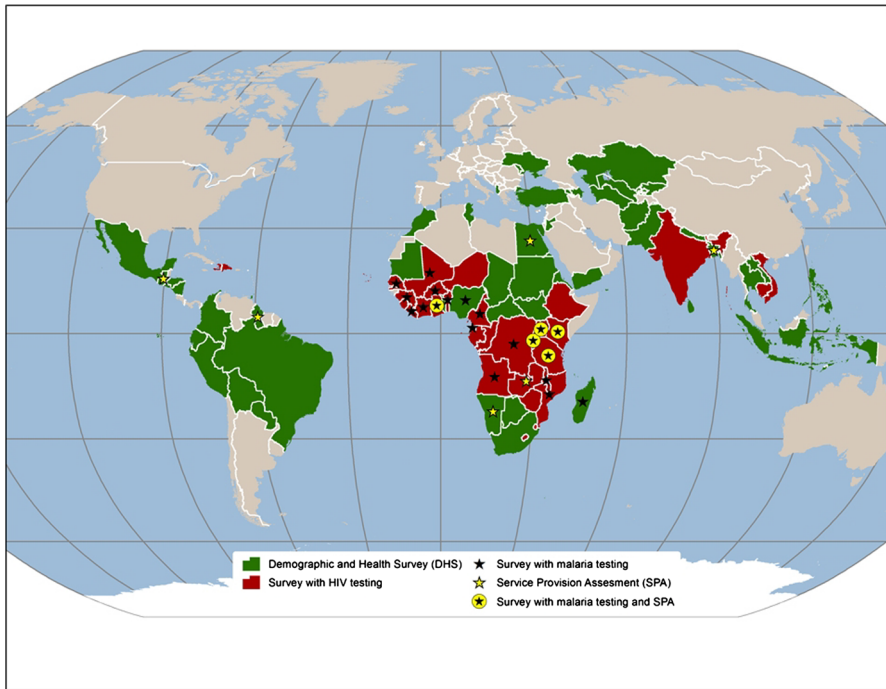 Demographic and Health Survey (DHS)
Survey with HIV testing
Survey with malaria testing
Service Provision Assesment (SPA)
Survey with malaria testing and SPA